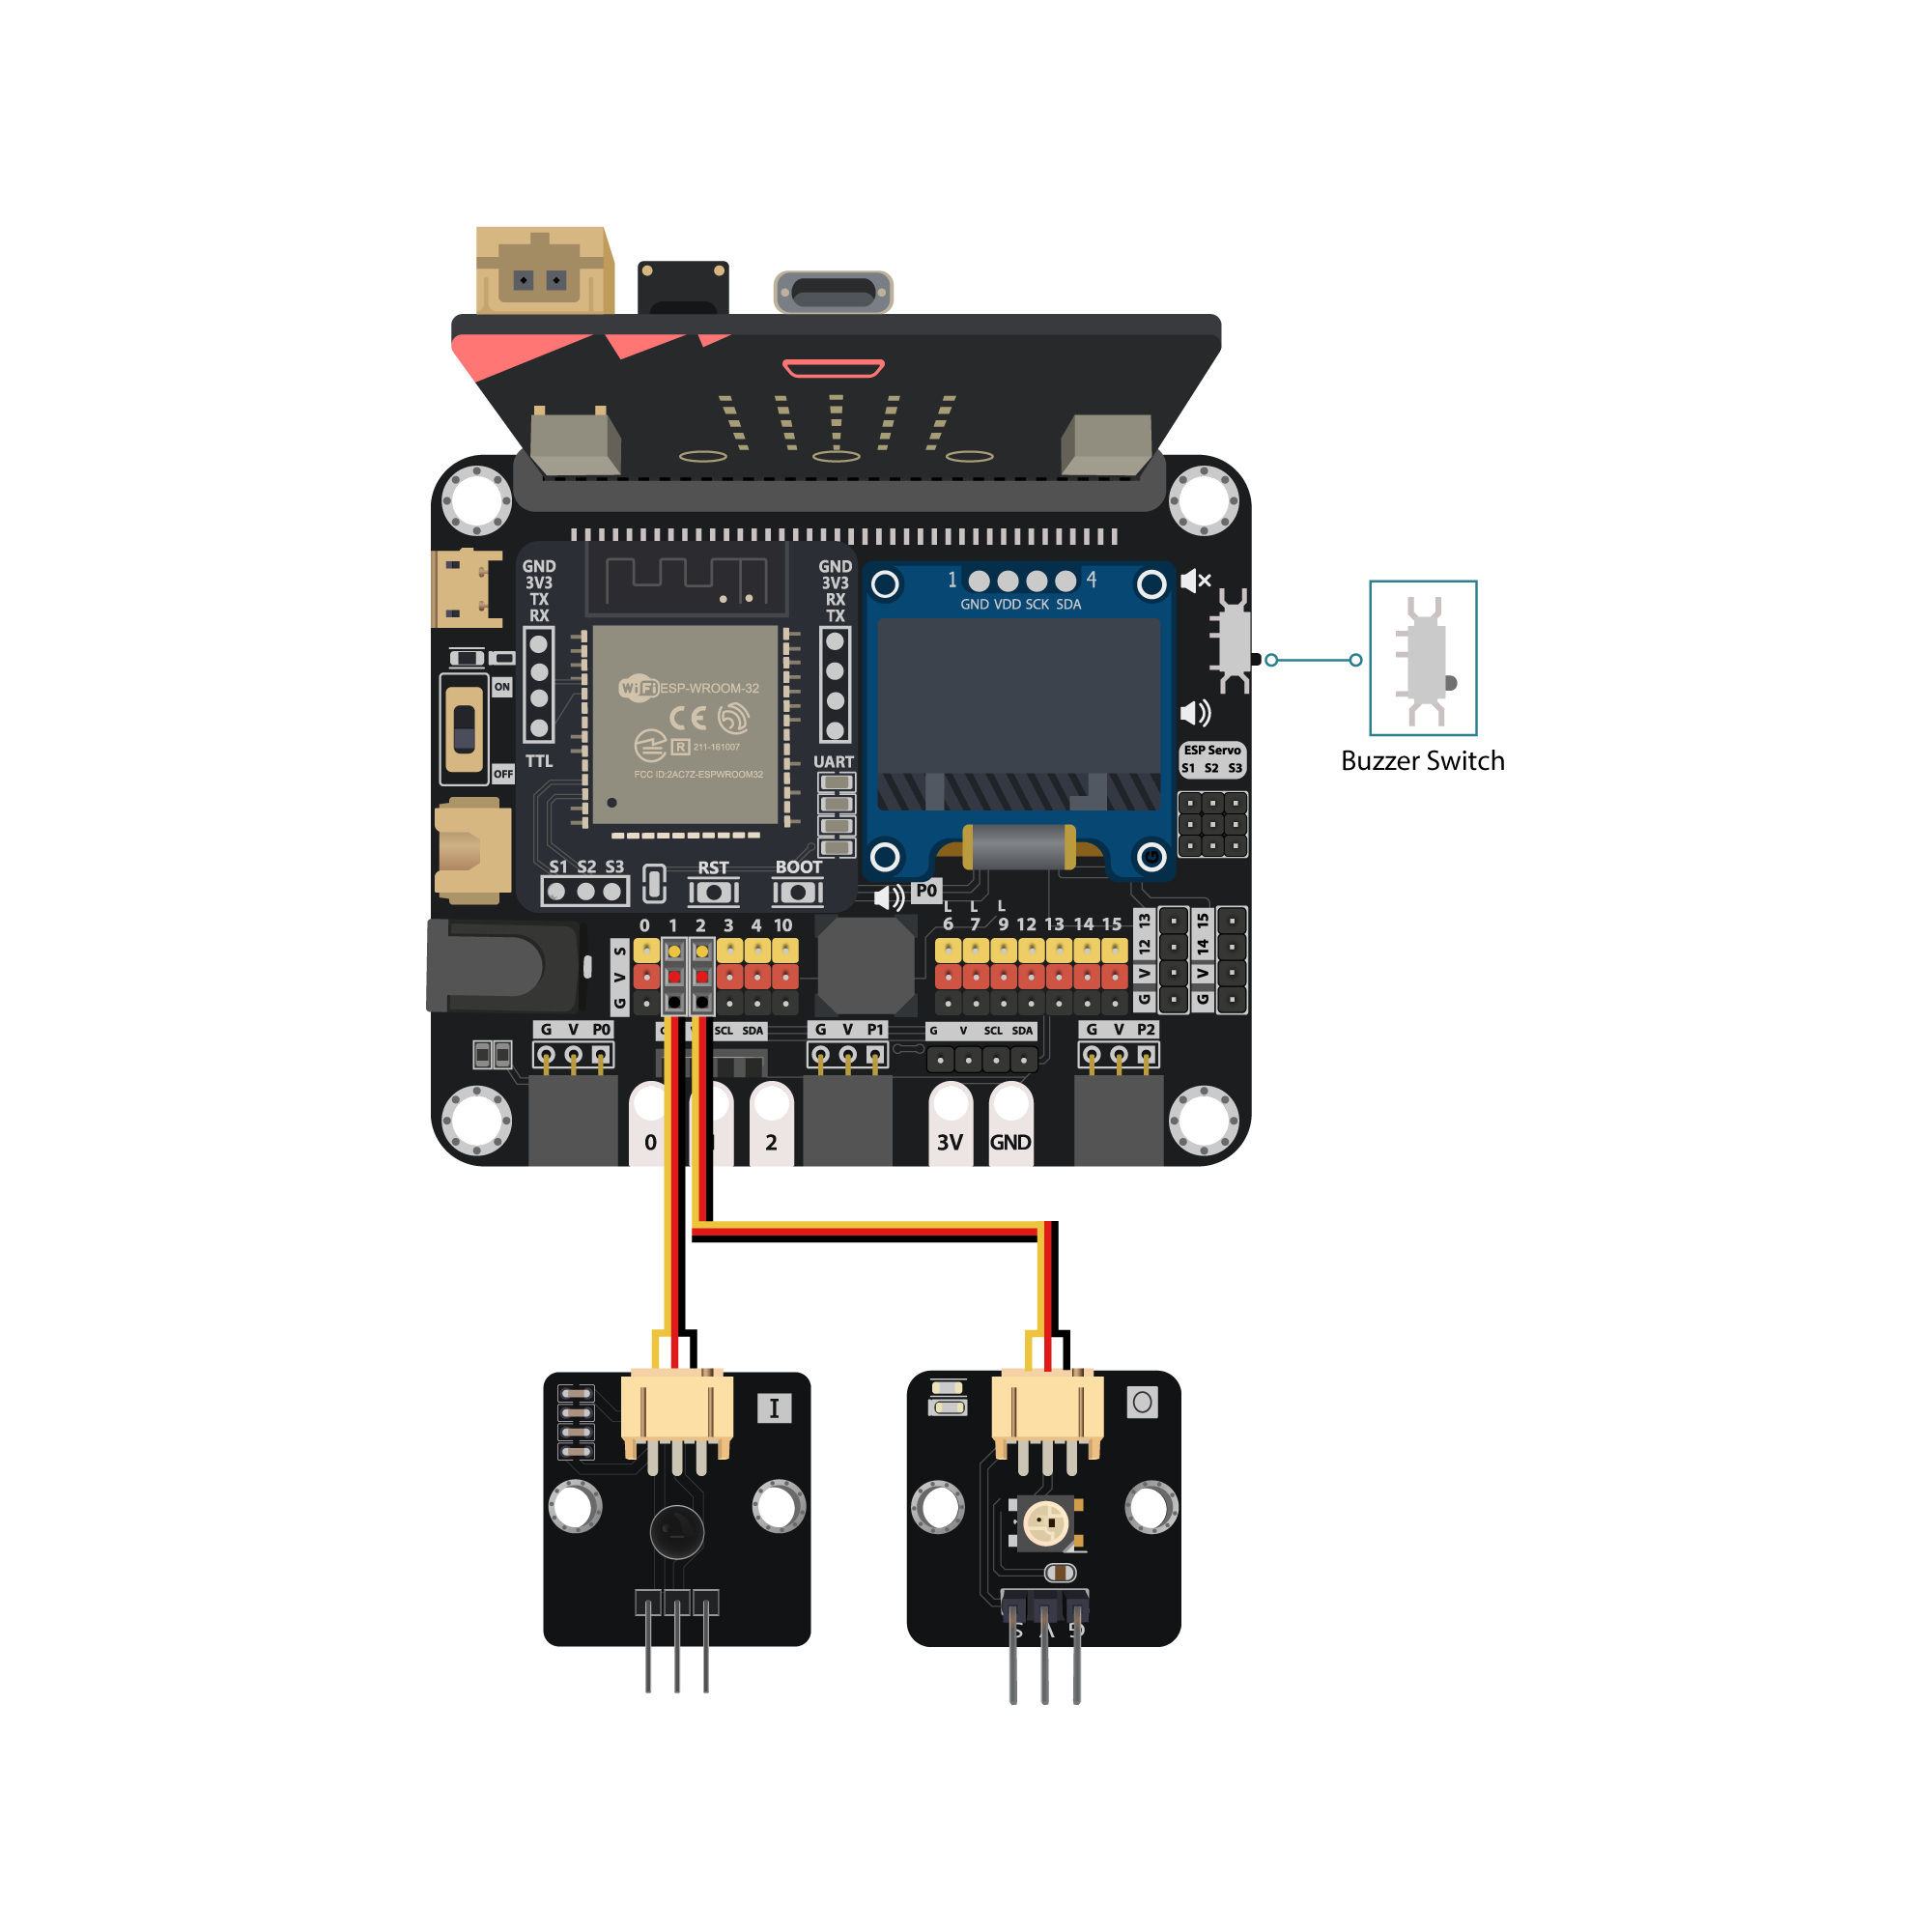 GND
3V3
TX
RX
TTL
GND
3V3
RX
TX
UART
WiFi ESP-WROOM-32
CE
R 211-161007
FCC ID:2AC7Z-ESPWROOM32
1 4
GND VDD SCK SDA
ON
OFF
Buzzer Switch
ESP Servo
S1 S2 S3
S1 S2 S3
RST
BOOT
P0
L L L
0 1 2 3 4 10
6 7 9 12 13 14 15
S
V
G
13
12
V
G
15
14
V
G
G V P0
SCL SDA
G V P1
G V SCL SDA
G V P2
0
2
3V
GND
I
O
S V G